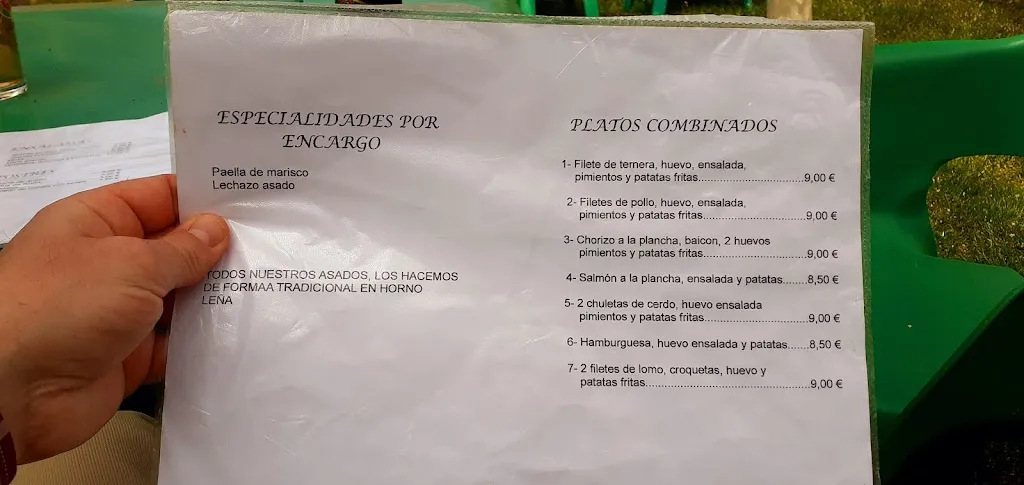 ESPECIALIDADES POR
ENCARGO
Paella de marisco
Lechazo asado
TODOS NUESTROS ASADOS, LOS HACEMOS
DE FORMAA TRADICIONAL EN HORNO
LEÑA
PLATOS COMBINADOS
1- Filete de ternera, huevo, ensalada,
pimientos y patatas fritas...................................9,00 €
2- Filetes de pollo, huevo, ensalada,
pimientos y patatas fritas..................................9,00 €
3- Chorizo a la plancha, baicon, 2 huevos
pimientos y patatas fritas..................................9,00 €
4- Salmón a la plancha, ensalada y patatas........8,50 €
5- 2 chuletas de cerdo, huevo ensalada
pimientos y patatas fritas..................................9,00 €
6- Hamburguesa, huevo ensalada y patatas.......8,50 €
7- 2 filetes de lomo, croquetas, huevo y
patatas fritas.....................................................9,00 €